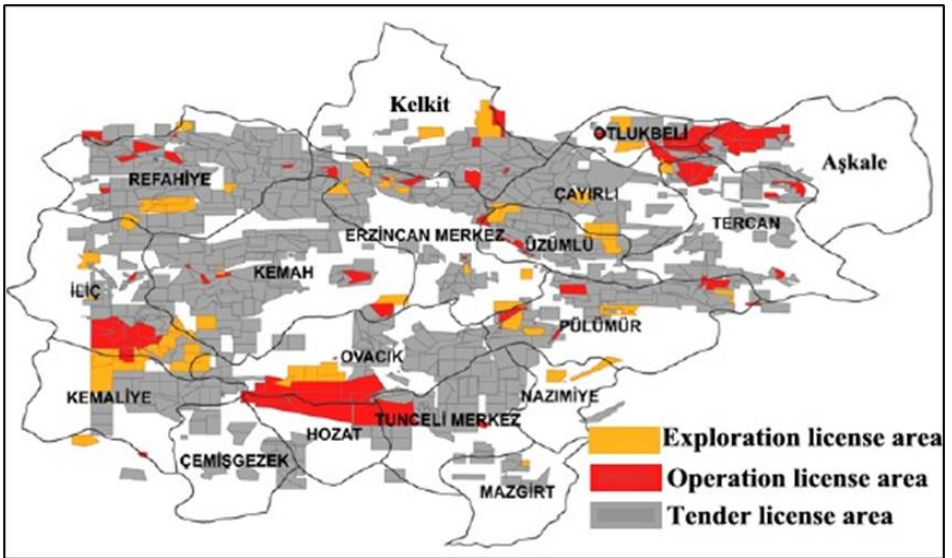 Kelkit
TLUKBELİ
Aşkale
REFAHİYE
ÇAYIRLI
TERCAN
ERZİNCAN MERKEZ
ÜZÜMLÜ
KEMAH
İLİÇ
PÜLÜMÜR
OVACIK
KEMALİYE
NAZIMİYE
TUNCELİ MERKEZ
HOZAT
ÇEMİŞGEZEK
MAZGİRT
Exploration license area
Operation license area
Tender license area